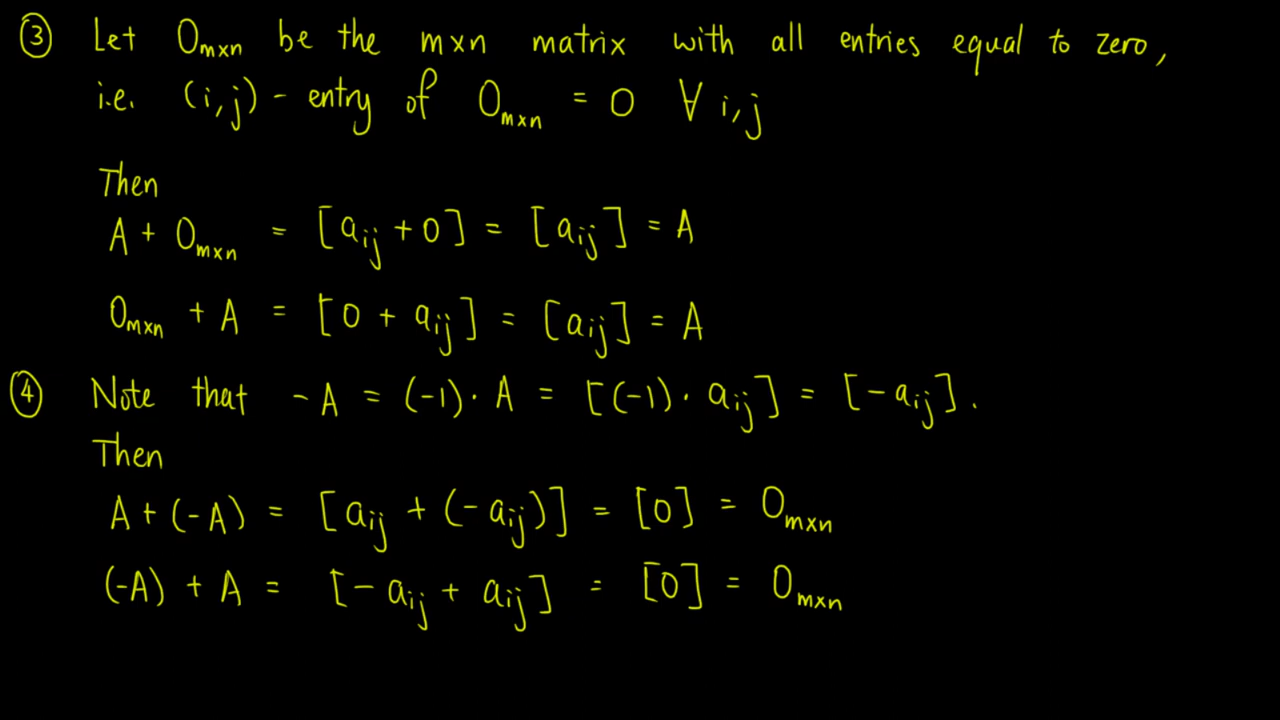 ③ Let O_{m×n} be the m×n matrix with all entries equal to zero,
i.e. (i,j) - entry of O_{m×n} = 0 ∀ i,j
Then
A + O_{m×n} = [a_{ij} + 0] = [a_{ij}] = A
O_{m×n} + A = [0 + a_{ij}] = [a_{ij}] = A
④ Note that -A = (-1)· A = [(-1)· a_{ij}] = [-a_{ij}].
Then
A + (-A) = [a_{ij} + (-a_{ij})] = [0] = O_{m×n}
(-A) + A = [-a_{ij} + a_{ij}] = [0] = O_{m×n}